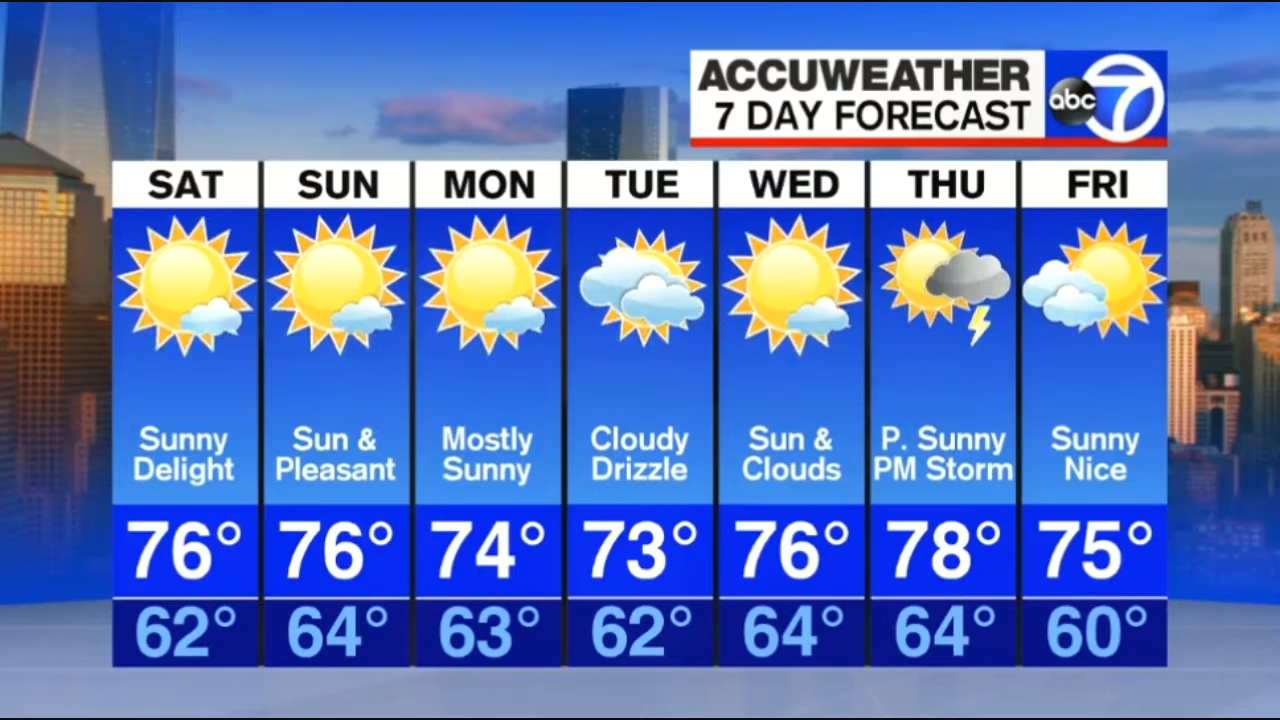 ACCUWEATHER
7 DAY FORECAST
abc 7
SAT SUN MON TUE WED THU FRI
Sunny Sun & Mostly Cloudy Sun & P. Sunny Sunny
Delight Pleasant Sunny Drizzle Clouds PM Storm Nice
76° 76° 74° 73° 76° 78° 75°
62° 64° 63° 62° 64° 64° 60°